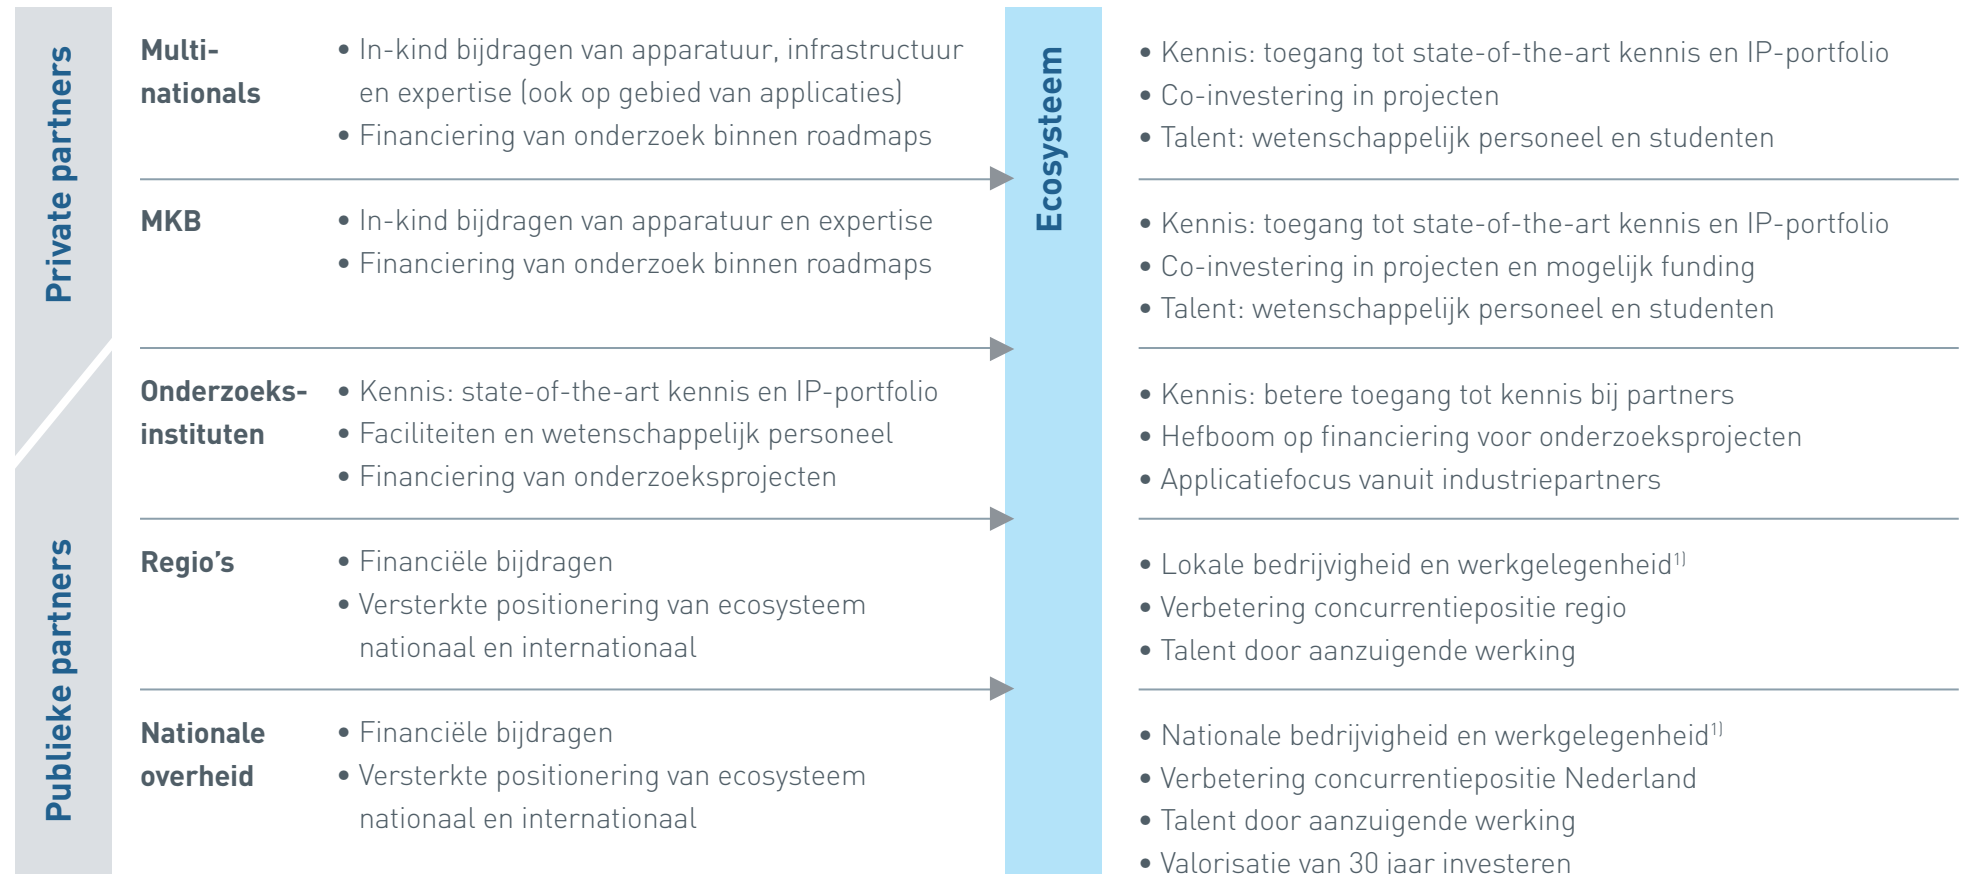 Private partners
Multi-
nationals
• In-kind bijdragen van apparatuur, infrastructuur
en expertise (ook op gebied van applicaties)
• Financiering van onderzoek binnen roadmaps
MKB
• In-kind bijdragen van apparatuur en expertise
• Financiering van onderzoek binnen roadmaps
Onderzoeks-
instituten
• Kennis: state-of-the-art kennis en IP-portfolio
• Faciliteiten en wetenschappelijk personeel
• Financiering van onderzoeksprojecten
Publieke partners
Regio's
• Financiële bijdragen
• Versterkte positionering van ecosysteem
nationaal en internationaal
Nationale
overheid
• Financiële bijdragen
• Versterkte positionering van ecosysteem
nationaal en internationaal
Ecosysteem
• Kennis: toegang tot state-of-the-art kennis en IP-portfolio
• Co-investering in projecten
• Talent: wetenschappelijk personeel en studenten
• Kennis: toegang tot state-of-the-art kennis en IP-portfolio
• Co-investering in projecten en mogelijk funding
• Talent: wetenschappelijk personeel en studenten
• Kennis: betere toegang tot kennis bij partners
• Hefboom op financiering voor onderzoeksprojecten
• Applicatiefocus vanuit industriepartners
• Lokale bedrijvigheid en werkgelegenheid¹⁾
• Verbetering concurrentiepositie regio
• Talent door aanzuigende werking
• Nationale bedrijvigheid en werkgelegenheid¹⁾
• Verbetering concurrentiepositie Nederland
• Talent door aanzuigende werking
• Valorisatie van 30 jaar investeren